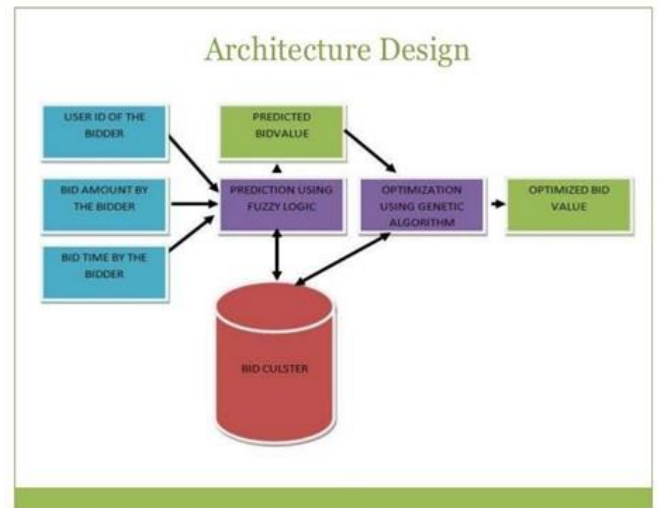 Architecture Design
USER ID OF THE
BIDDER
PREDICTED
BIDVALUE
BID AMOUNT BY
THE BIDDER
PREDICTION USING
FUZZY LOGIC
OPTIMIZATION
USING GENETIC
ALGORITHM
OPTIMIZED BID
VALUE
BID TIME BY THE
BIDDER
BID CULSTER